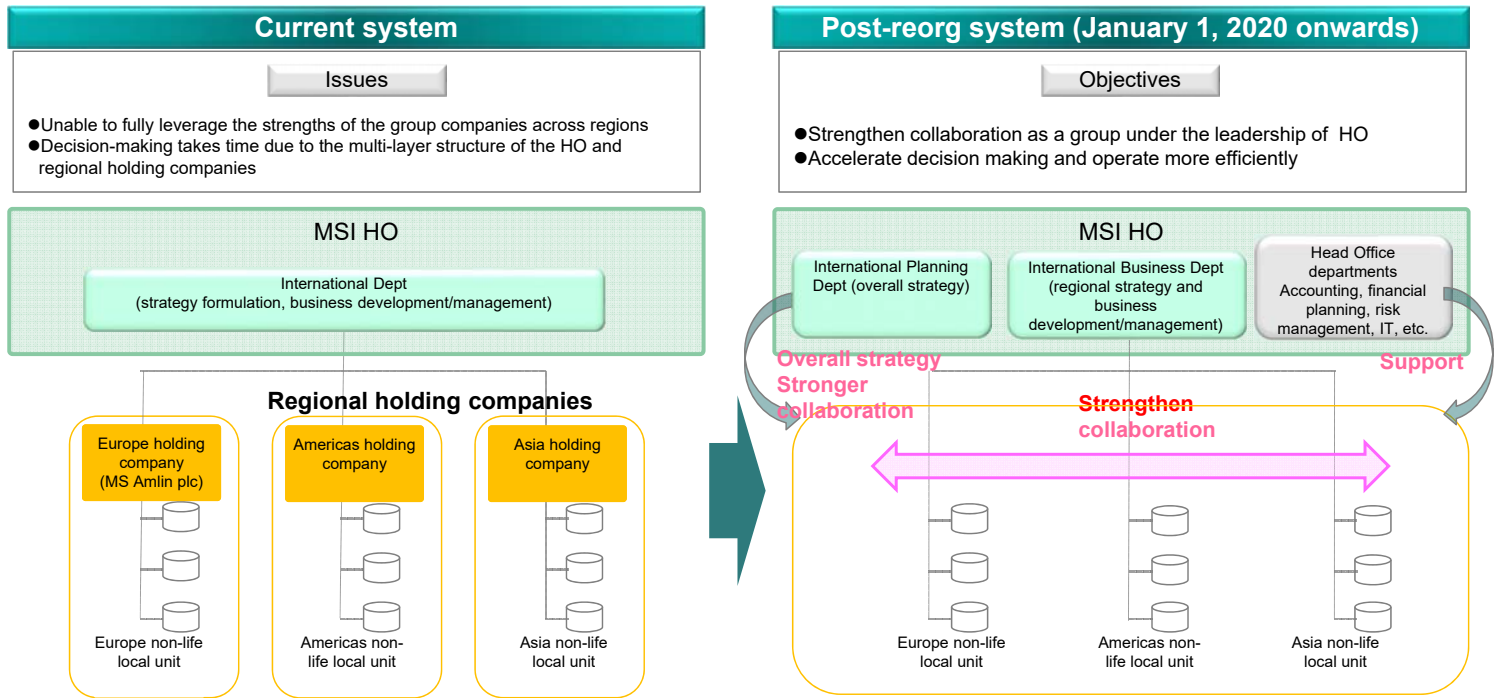 Current system
Issues
●Unable to fully leverage the strengths of the group companies across regions
●Decision-making takes time due to the multi-layer structure of the HO and
regional holding companies
MSI HO
International Dept
(strategy formulation, business development/management)
Regional holding companies
Europe holding
company
(MS Amlin plc)
Americas holding
company
Asia holding
company
Europe non-life
local unit
Americas non-
life local unit
Asia non-life
local unit
Post-reorg system (January 1, 2020 onwards)
Objectives
●Strengthen collaboration as a group under the leadership of HO
●Accelerate decision making and operate more efficiently
MSI HO
International Planning
Dept (overall strategy)
International Business Dept
(regional strategy and
business
development/management)
Head Office
departments
Accounting, financial
planning, risk
management, IT, etc.
Overall strategy
Stronger
collaboration
Support
Strengthen
collaboration
Europe non-life
local unit
Americas non-
life local unit
Asia non-life
local unit